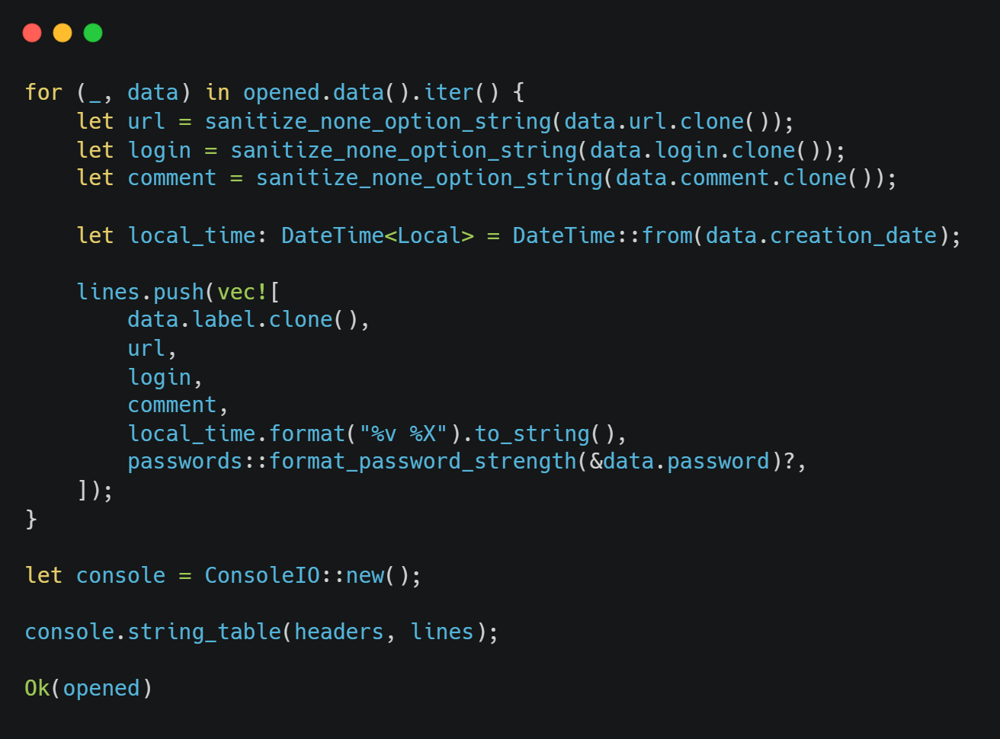 for (_, data) in opened.data().iter() {
    let url = sanitize_none_option_string(data.url.clone());
    let login = sanitize_none_option_string(data.login.clone());
    let comment = sanitize_none_option_string(data.comment.clone());

    let local_time: DateTime<Local> = DateTime::from(data.creation_date);

    lines.push(vec![
        data.label.clone(),
        url,
        login,
        comment,
        local_time.format("%v %X").to_string(),
        passwords::format_password_strength(&data.password)?,
    ]);
}

let console = ConsoleIO::new();

console.string_table(headers, lines);

Ok(opened)